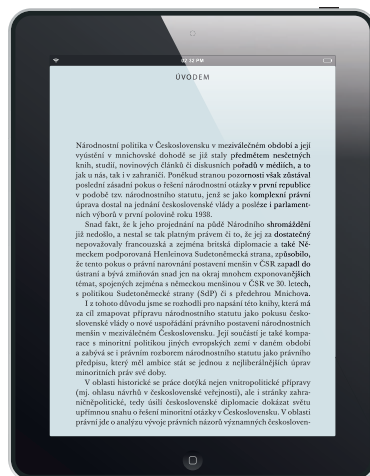 02:32 PM
ÚVODEM
Národnostní politika v Československu v meziválečném období a její
vyústění v mnichovské dohodě se již staly předmětem nesčetných
knih, studií, novinových článků či diskusních pořadů v médiích, a to
jak u nás, tak i v zahraničí. Poněkud stranou pozornosti však zůstával
poslední zásadní pokus o řešení národnostní otázky v první republice
v podobě tzv. národnostního statutu, jenž se jako komplexní právní
úprava dostal na jednání československé vlády a posléze i parlament-
ních výborů v první polovině roku 1938.
Snad fakt, že k jeho projednání na půdě Národního shromáždění
již nedošlo, a nestal se tak platným právem či to, že jej za dostatečný
nepovažovaly francouzská a zejména britská diplomacie a také Ně-
meckem podporovaná Henleinova Sudetoněmecká strana, způsobilo,
že tento pokus o právní narovnání postavení menšin v ČSR zapadl do
ústraní a bývá zmiňován snad jen na okraj mnohem exponovanějších
témat, spojených zejména s německou menšinou v ČSR ve 30. letech,
s politikou Sudetoněmecké strany (SdP) či s předehrou Mnichova.
I z tohoto důvodu jsme se rozhodli pro napsání této knihy, která má
za cíl zmapovat přípravu národnostního statutu jako pokusu česko-
slovenské vlády o nové uspořádání právního postavení národnostních
menšin v meziválečném Československu. Její součástí je také kompa-
race s minoritní politikou jiných evropských zemí v daném období
a zabývá se i právním rozborem národnostního statutu jako právního
předpisu, který měl ambice stát se jednou z nejliberálnějších úprav
minoritních práv své doby.
V oblasti historické se práce dotýká nejen vnitropolitické přípravy
(mj. ohlasu návrhů v československé veřejnosti), ale i stránky zahra-
ničněpolitické, tedy úsilí československé diplomacie dokázat světu
upřímnou snahu o řešení minoritní otázky v Československu. V oblasti
právní jde o analýzu vývoje právních názorů významných českosloven-